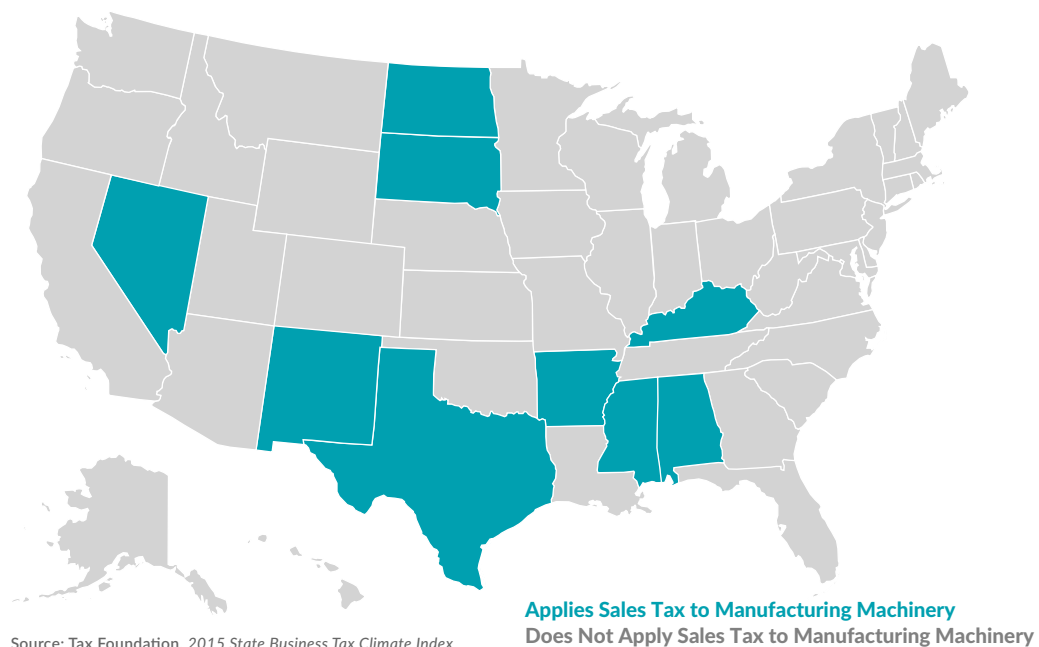 Applies Sales Tax to Manufacturing Machinery
Does Not Apply Sales Tax to Manufacturing Machinery
Source: Tax Foundation, 2015 State Business Tax Climate Index.